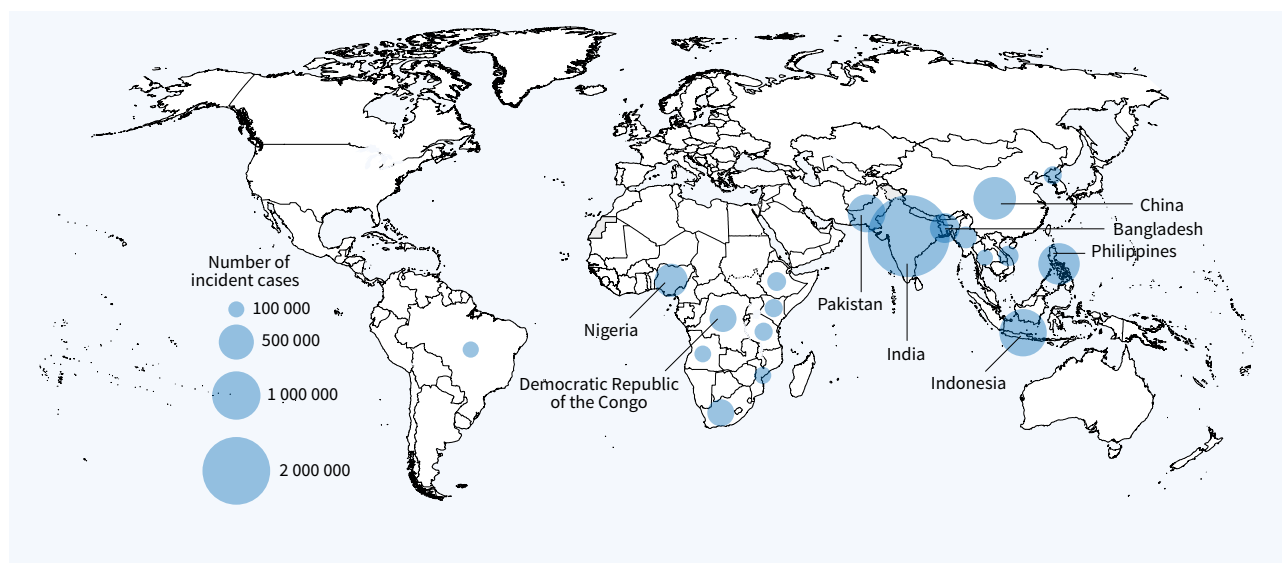 China
Bangladesh
Philippines
Number of
incident cases
100 000
500 000
1 000 000
2 000 000
Pakistan
Nigeria
India
Democratic Republic
of the Congo
Indonesia